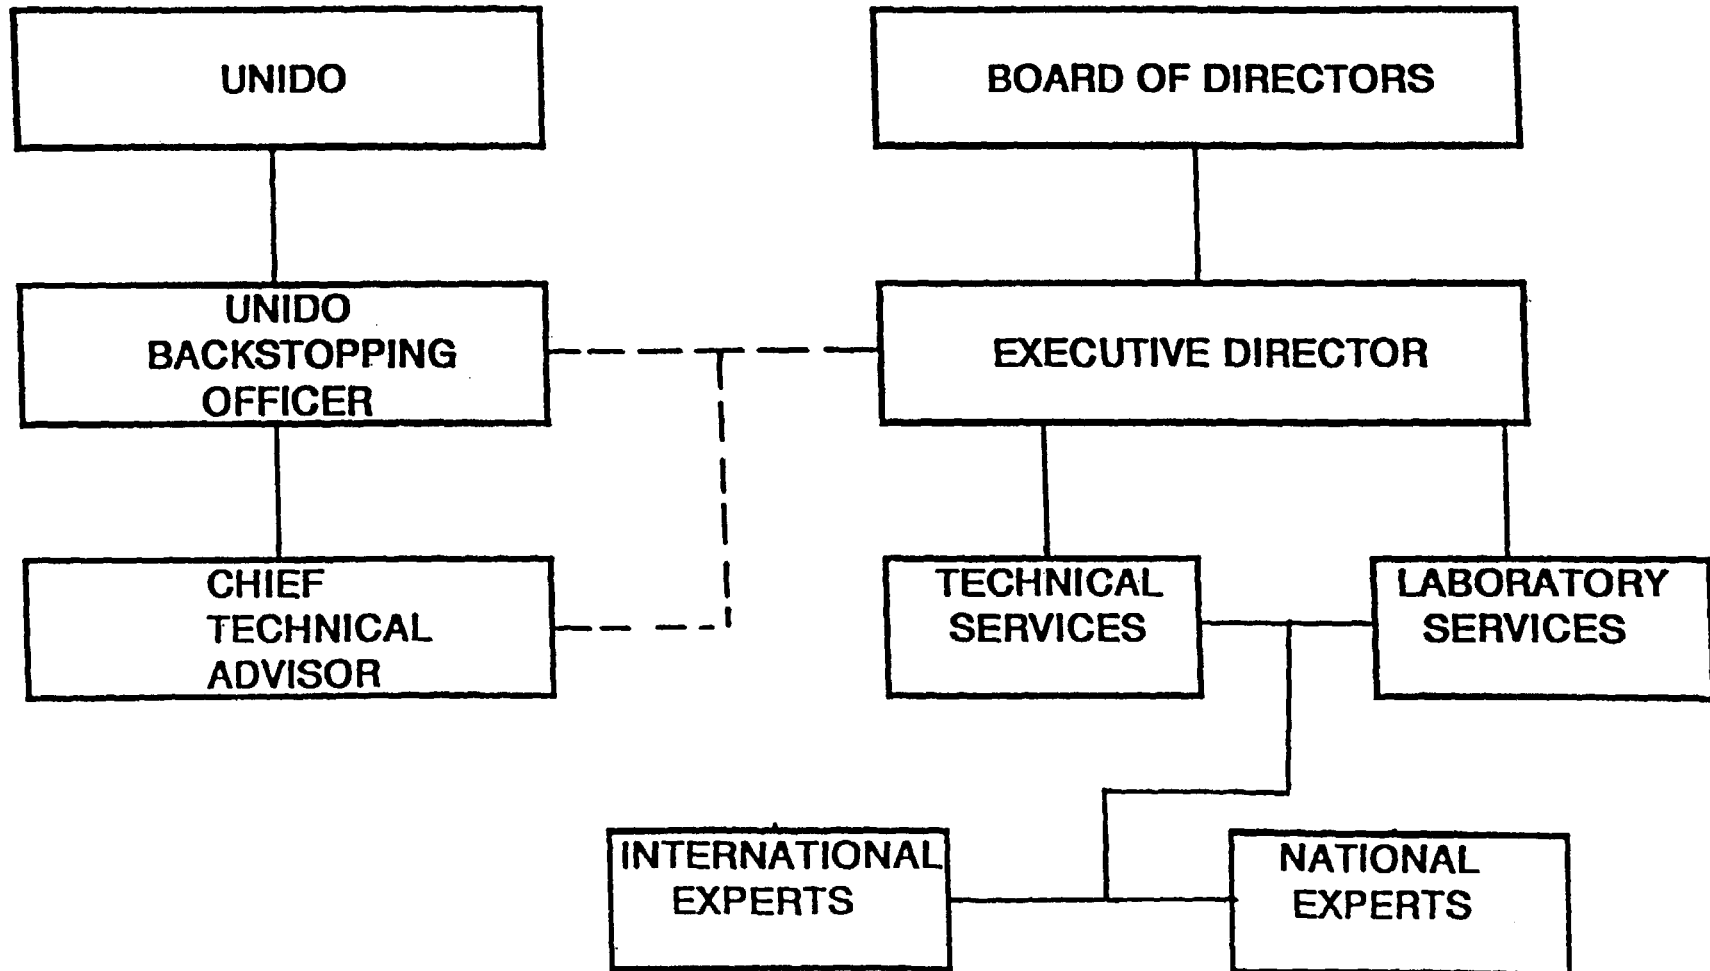 UNIDO
BOARD OF DIRECTORS
UNIDO
BACKSTOPPING
OFFICER
EXECUTIVE DIRECTOR
CHIEF
TECHNICAL
ADVISOR
TECHNICAL
SERVICES
LABORATORY
SERVICES
INTERNATIONAL
EXPERTS
NATIONAL
EXPERTS